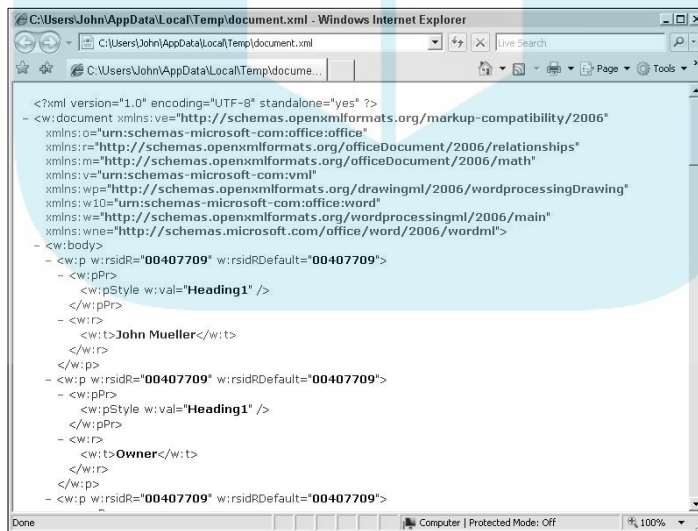 C:\Users\John\AppData\Local\Temp\document.xml - Windows Internet Explorer
C:\Users\John\AppData\Local\Temp\document.xml
Live Search
C:\Users\John\AppData\Local\Temp\docume...
Page
Tools
<?xml version="1.0" encoding="UTF-8" standalone="yes" ?>
- <w:document xmlns:ve="http://schemas.openxmlformats.org/markup-compatibility/2006"
xmlns:o="urn:schemas-microsoft-com:office:office"
xmlns:r="http://schemas.openxmlformats.org/officeDocument/2006/relationships"
xmlns:m="http://schemas.openxmlformats.org/officeDocument/2006/math"
xmlns:v="urn:schemas-microsoft-com:vml"
xmlns:wp="http://schemas.openxmlformats.org/drawingml/2006/wordprocessingDrawing"
xmlns:w10="urn:schemas-microsoft-com:office:word"
xmlns:w="http://schemas.openxmlformats.org/wordprocessingml/2006/main"
xmlns:wne="http://schemas.microsoft.com/office/word/2006/wordml">
- <w:body>
- <w:p w:rsidR="00407709" w:rsidRDefault="00407709">
- <w:pPr>
<w:pStyle w:val="Heading1" />
</w:pPr>
- <w:r>
<w:t>John Mueller</w:t>
</w:r>
</w:p>
- <w:p w:rsidR="00407709" w:rsidRDefault="00407709">
- <w:pPr>
<w:pStyle w:val="Heading1" />
</w:pPr>
- <w:r>
<w:t>Owner</w:t>
</w:r>
</w:p>
- <w:p w:rsidR="00407709" w:rsidRDefault="00407709">
Done
Computer | Protected Mode: Off
100%